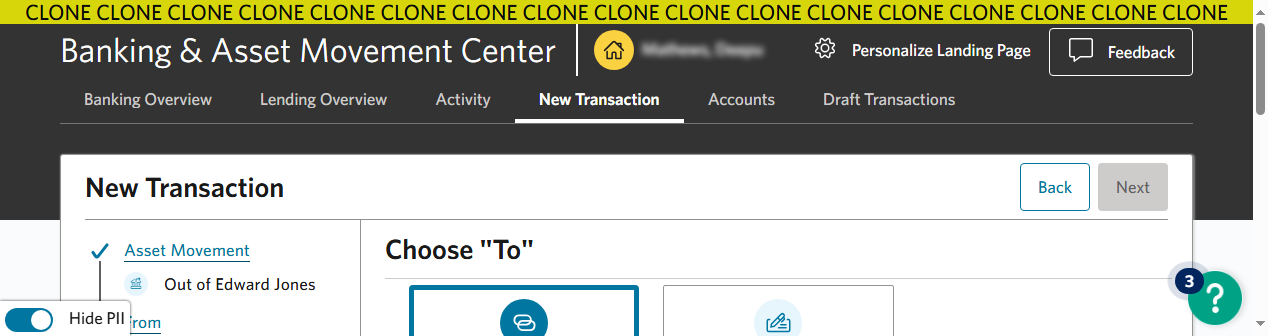 CLONE CLONE CLONE CLONE CLONE CLONE CLONE CLONE CLONE CLONE CLONE CLONE CLONE CLONE CLONE CLONE CLONE
Banking & Asset Movement Center
Personalize Landing Page
Feedback
Banking Overview
Lending Overview
Activity
New Transaction
Accounts
Draft Transactions
New Transaction
Back
Next
Asset Movement
Out of Edward Jones
Choose "To"
3
?
Hide PII
rom